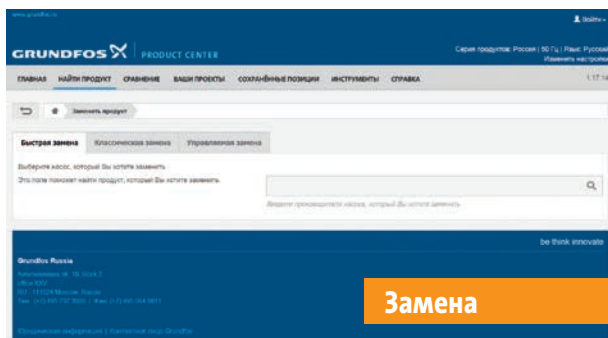 www.grundfos.ru
Войти
GRUNDFOS PRODUCT CENTER
Серия продуктов: Россия | 50 Гц | Язык: Русский
Изменить настройки
ГЛАВНАЯ НАЙТИ ПРОДУКТ СРАВНЕНИЕ ВАШИ ПРОЕКТЫ СОХРАНЁННЫЕ ПОЗИЦИИ ИНСТРУМЕНТЫ СПРАВКА
1.17.14
Заменить продукт
Быстрая замена Классическая замена Управляемая замена
Выберите насос, который Вы хотите заменить
Это поле поможет найти продукт, который Вы хотите заменить
Введите производителя насоса, который Вы хотите заменить
be think innovate
Grundfos Russia
Замена
Юридическая информация | Контактное лицо Grundfos